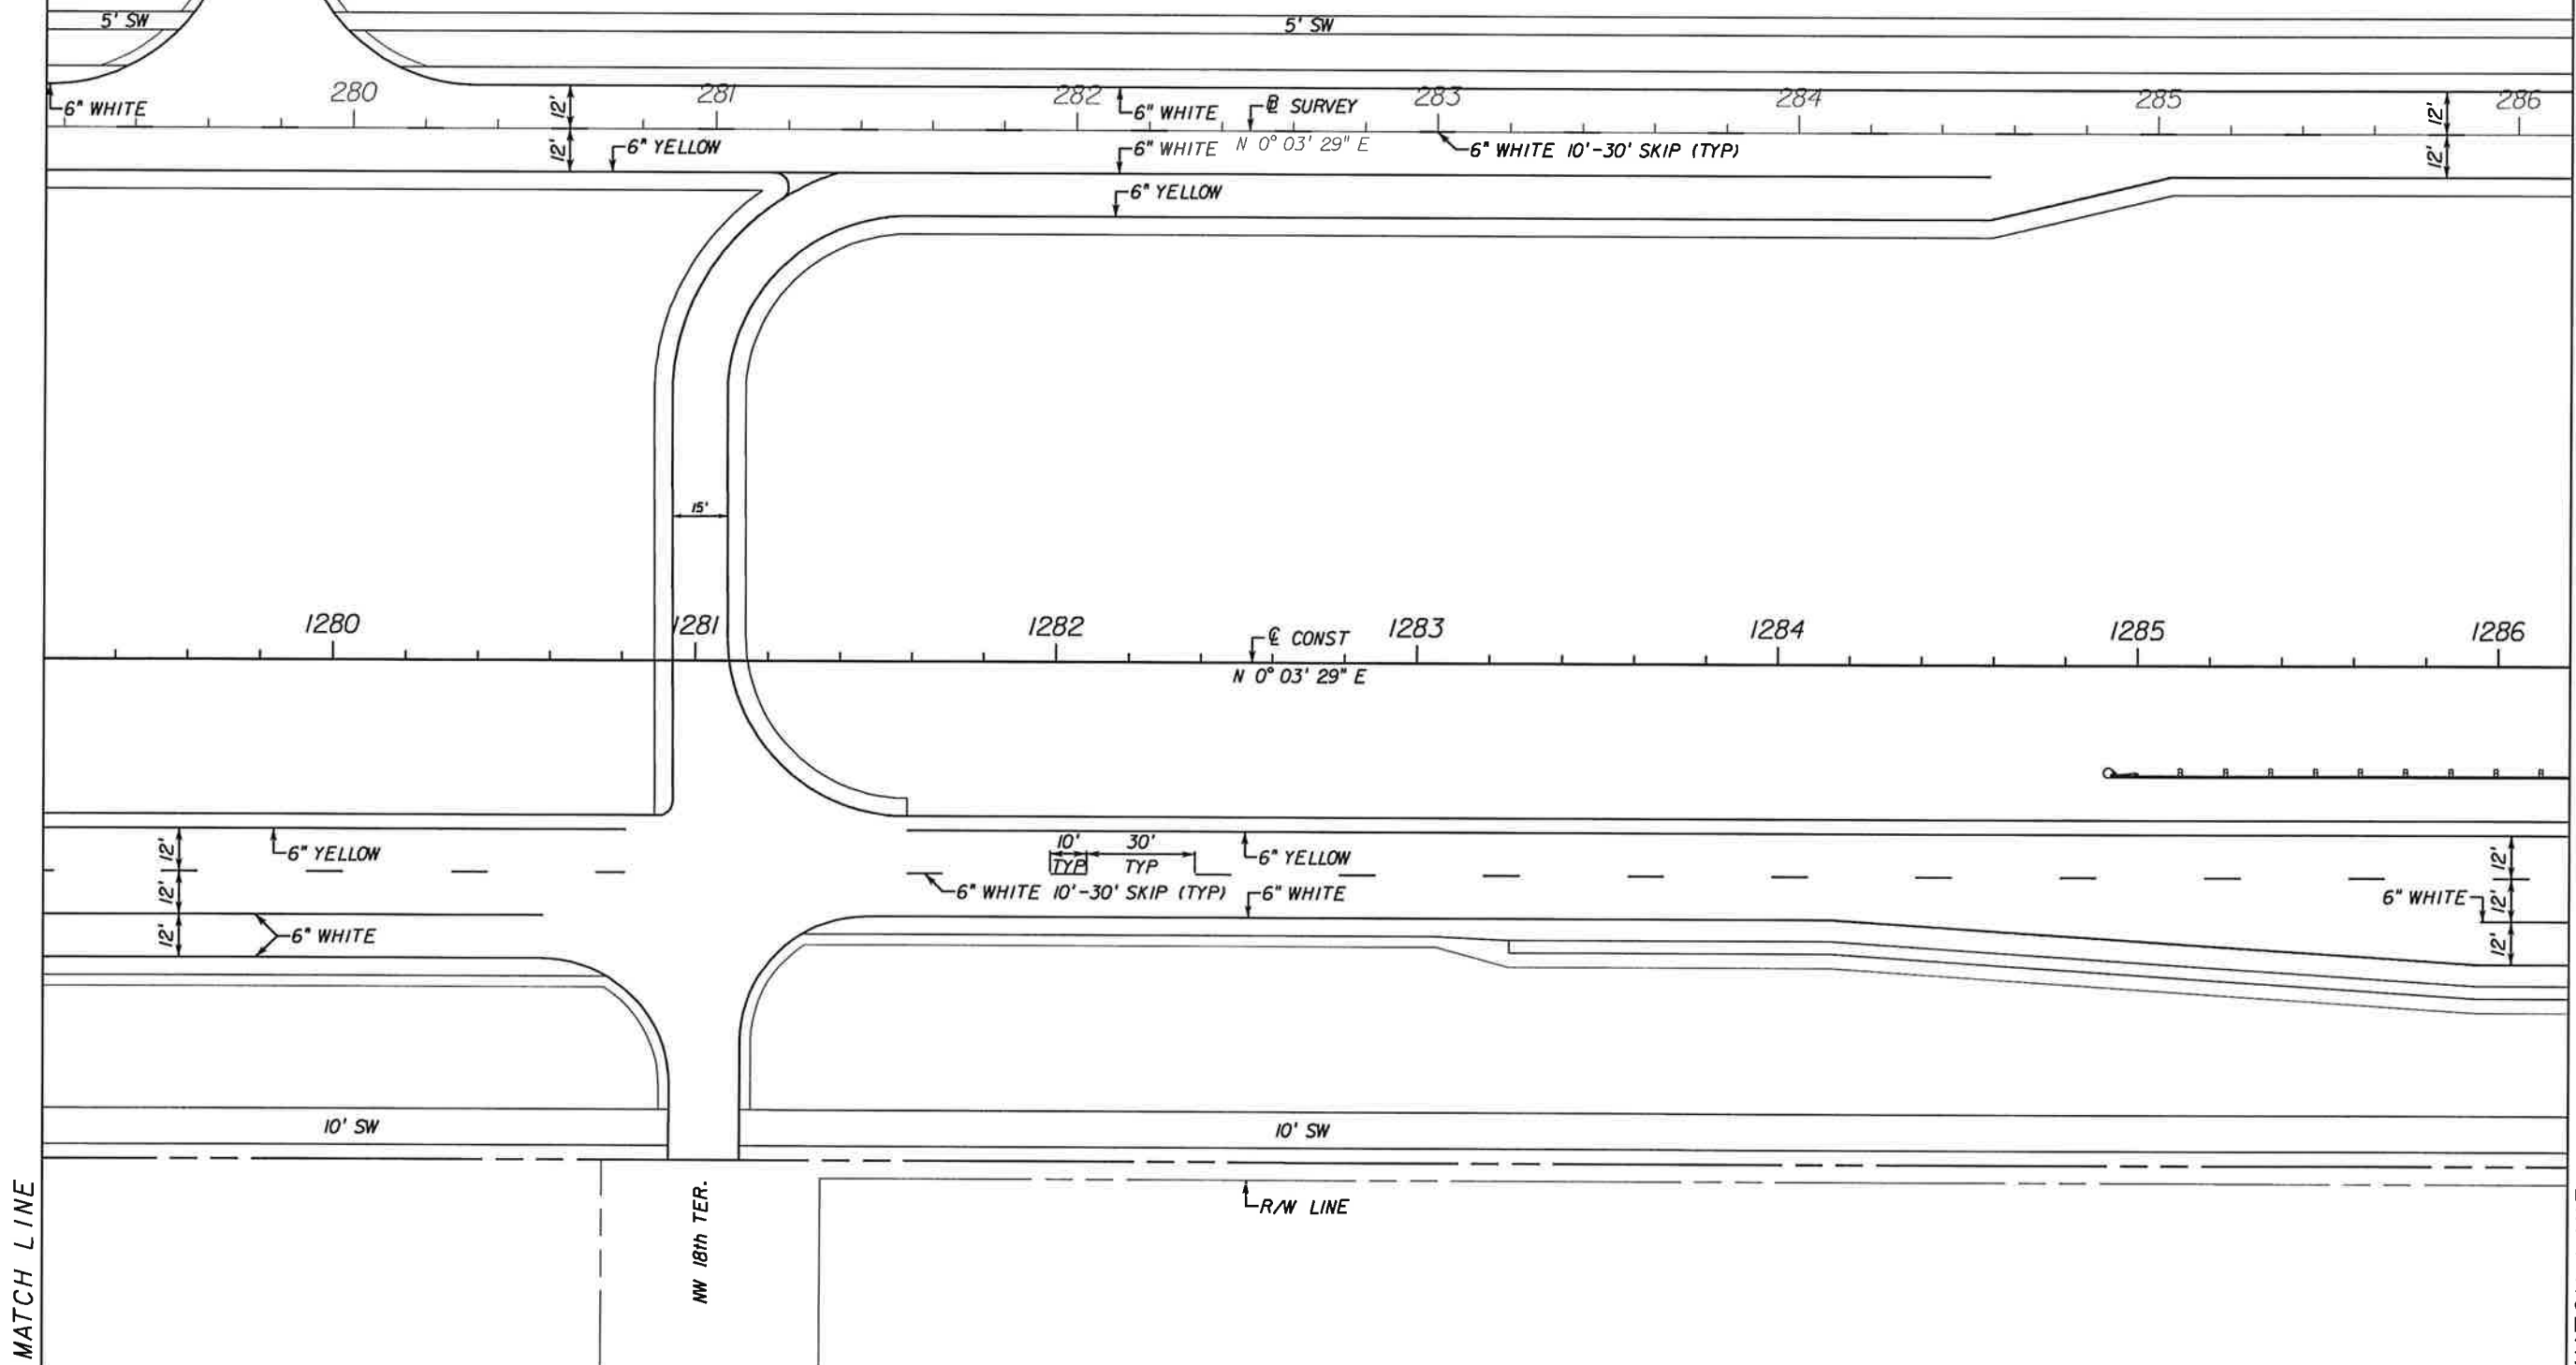 5' SW
5' SW
280
281
282
283
284
285
286
6" WHITE
12'
6" WHITE
℔ SURVEY
12'
12'
6" YELLOW
6" WHITE
N 0° 03' 29" E
6" WHITE 10'-30' SKIP (TYP)
12'
6" YELLOW
15'
1280
1281
1282
℄ CONST
1283
1284
1285
1286
N 0° 03' 29" E
12'
6" YELLOW
10'
30'
TYP
TYP
6" YELLOW
12'
12'
6" WHITE 10'-30' SKIP (TYP)
6" WHITE
6" WHITE
12'
12'
6" WHITE
12'
10' SW
10' SW
R/W LINE
NW 18th TER.
MATCH LINE